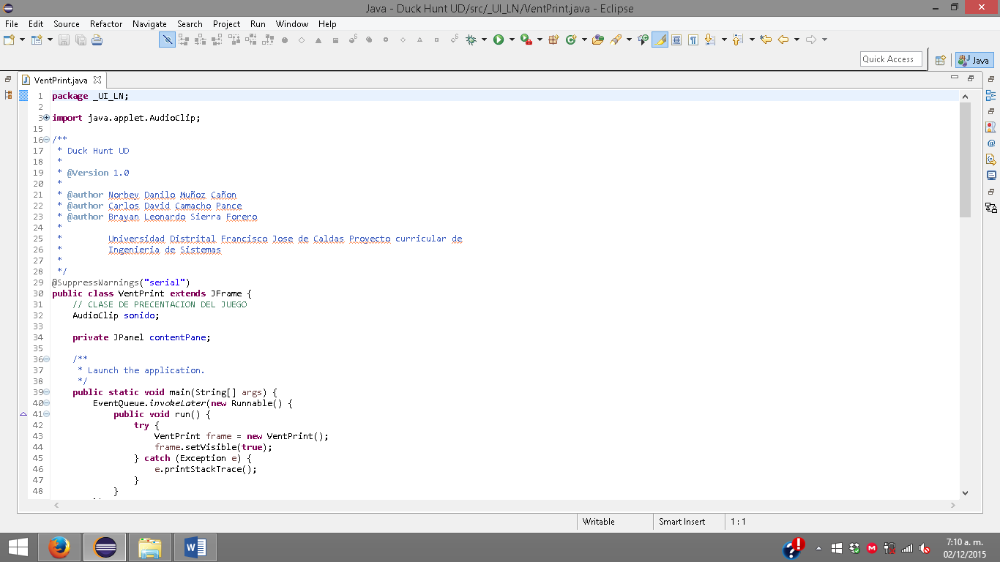 Java - Duck Hunt UD/src/_UI_LN/VentPrint.java - Eclipse
File Edit Source Refactor Navigate Search Project Run Window Help
Quick Access Java
VentPrint.java
1 package _UI_LN;
2
3 import java.applet.AudioClip;
15
16 /**
17 * Duck Hunt UD
18 *
19 * @Version 1.0
20 *
21 * @author Norbey Danilo Muñoz Cañon
22 * @author Carlos David Camacho Pance
23 * @author Brayan Leonardo Sierra Forero
24 *
25 * Universidad Distrital Francisco Jose de Caldas Proyecto curricular de
26 * Ingenieria de Sistemas
27 *
28 */
29 @SuppressWarnings("serial")
30 public class VentPrint extends JFrame {
31 // CLASE DE PRECENTACION DEL JUEGO
32 AudioClip sonido;
33
34 private JPanel contentPane;
35
36 /**
37 * Launch the application.
38 */
39 public static void main(String[] args) {
40 EventQueue.invokeLater(new Runnable() {
41 public void run() {
42 try {
43 VentPrint frame = new VentPrint();
44 frame.setVisible(true);
45 } catch (Exception e) {
46 e.printStackTrace();
47 }
48 }
Writable Smart Insert 1 : 1
7:10 a. m.
02/12/2015